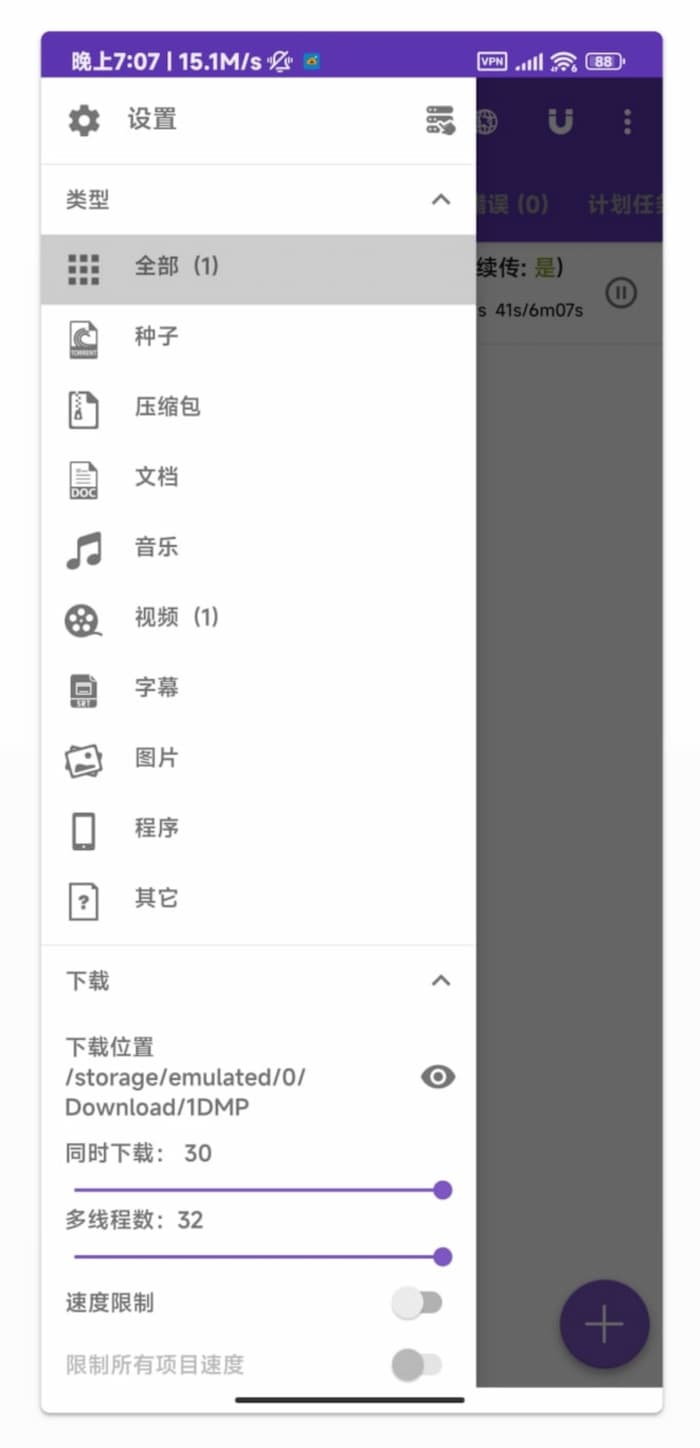 晚上7:07 | 15.1M/s VPN 88
设置
类型
错误 (0) 计划任务
全部 (1)
续传: 是)
s 41s/6m07s
种子
TORRENT
压缩包
文档
DOC
音乐
视频 (1)
字幕
SRT
图片
程序
其它
?
下载
下载位置
/storage/emulated/0/
Download/1DMP
同时下载: 30
多线程数: 32
速度限制
限制所有项目速度